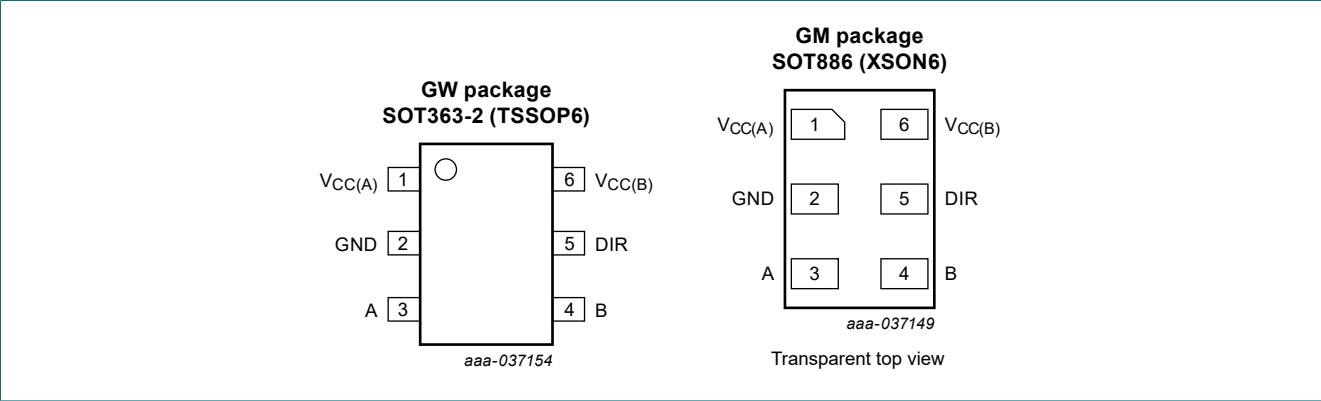 GW package
SOT363-2 (TSSOP6)
VCC(A) 1 6 VCC(B)
GND 2 5 DIR
A 3 4 B
aaa-037154
GM package
SOT886 (XSON6)
VCC(A) 1 6 VCC(B)
GND 2 5 DIR
A 3 4 B
aaa-037149
Transparent top view